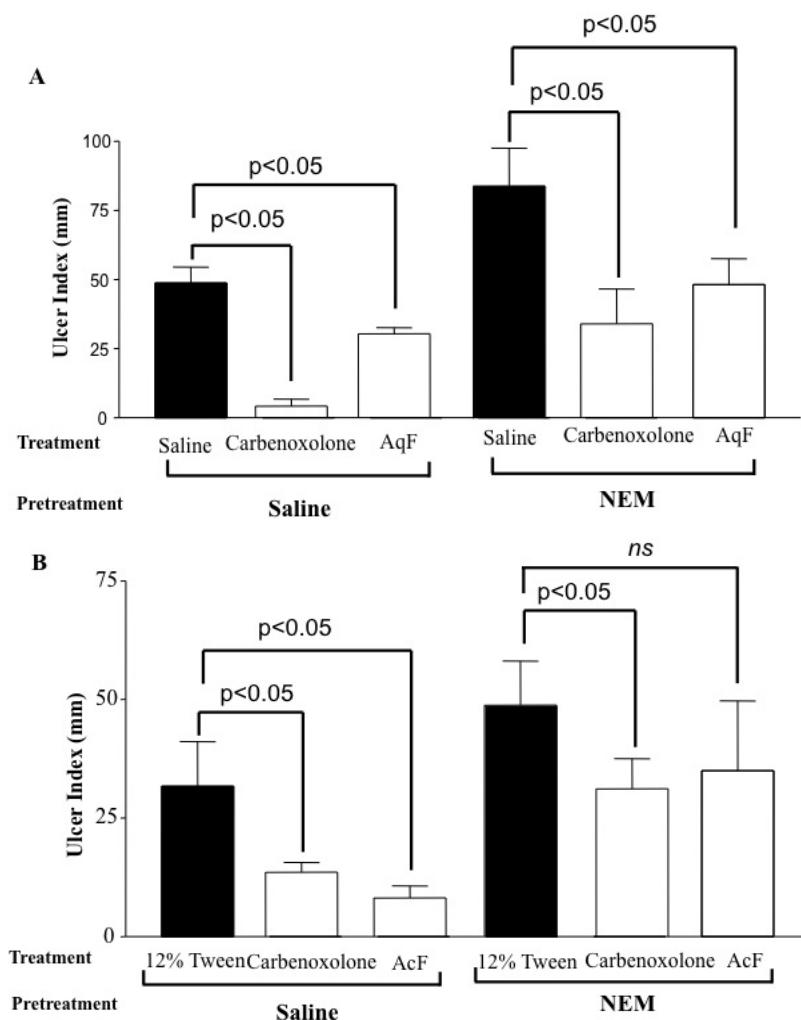 p<0.05
A
p<0.05
100
p<0.05
75
p<0.05
Ulcer Index (mm)
50
25
0
Treatment Saline Carbenoxolone AqF Saline Carbenoxolone AqF
Pretreatment Saline NEM
B
ns
75
p<0.05
p<0.05
p<0.05
50
Ulcer Index (mm)
25
0
Treatment 12% Tween Carbenoxolone AcF 12% Tween Carbenoxolone AcF
Pretreatment Saline NEM